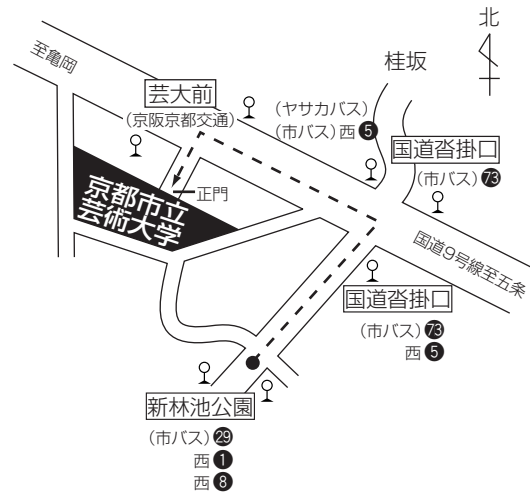 北
至亀岡
桂坂
芸大前
(京阪京都交通)
(ヤサカバス)
(市バス)西5
国道沓掛口
(市バス)73
正門
京都市立
芸術大学
国道9号線至五条
国道沓掛口
(市バス)73
西5
新林池公園
(市バス)29
西1
西8